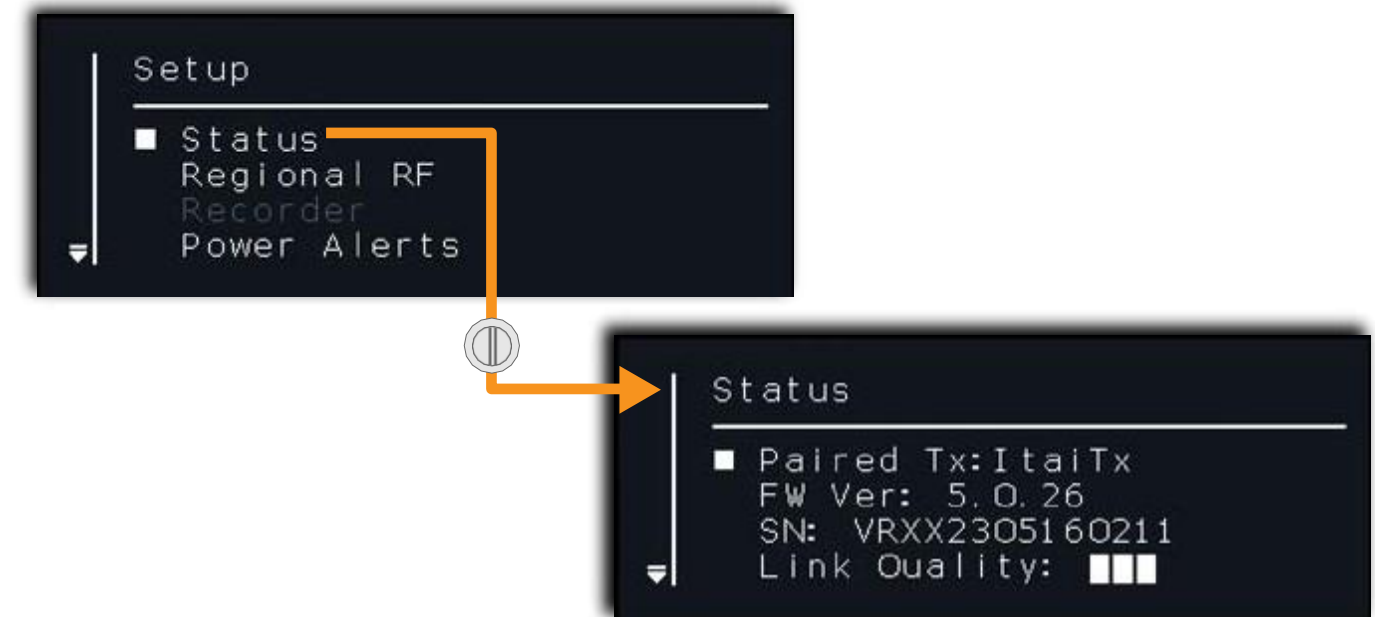 Setup
Status
Regional RF
Recorder
Power Alerts
Status
Paired Tx:ItaiTx
FW Ver: 5.0.26
SN: VRXX2305160211
Link Quality: